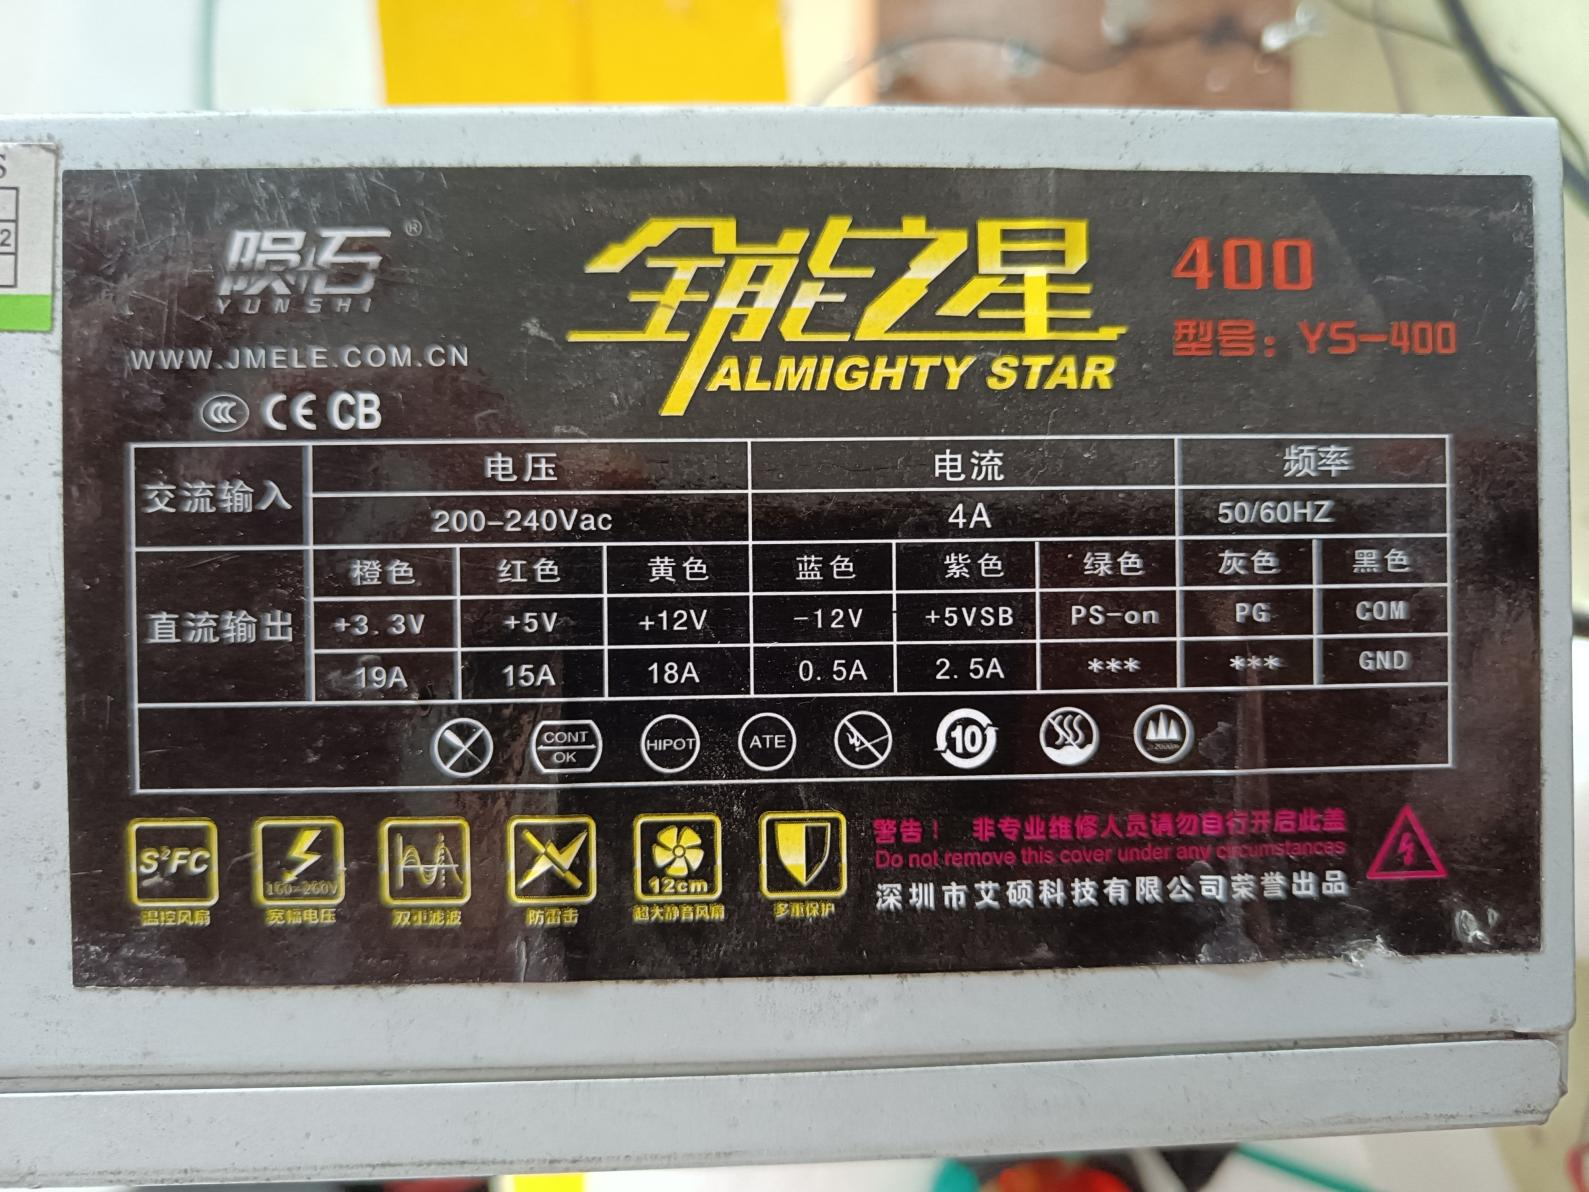 S
2
陨石®
YUNSHI
WWW.JMELE.COM.CN
CCC CE CB
全能之星
ALMIGHTY STAR
400
型号：YS-400
交流输入 电压 电流 频率
200-240Vac 4A 50/60HZ
直流输出 橙色 红色 黄色 蓝色 紫色 绿色 灰色 黑色
+3.3V +5V +12V -12V +5VSB PS-on PG COM
19A 15A 18A 0.5A 2.5A *** *** GND
CONT OK HIPOT ATE 10 ≤2000m
S²FC 160-260V 12cm
温控风扇 宽幅电压 双重滤波 防雷击 超大静音风扇 多重保护
警告！ 非专业维修人员请勿自行开启此盖
Do not remove this cover under any circumstances
深圳市艾硕科技有限公司荣誉出品